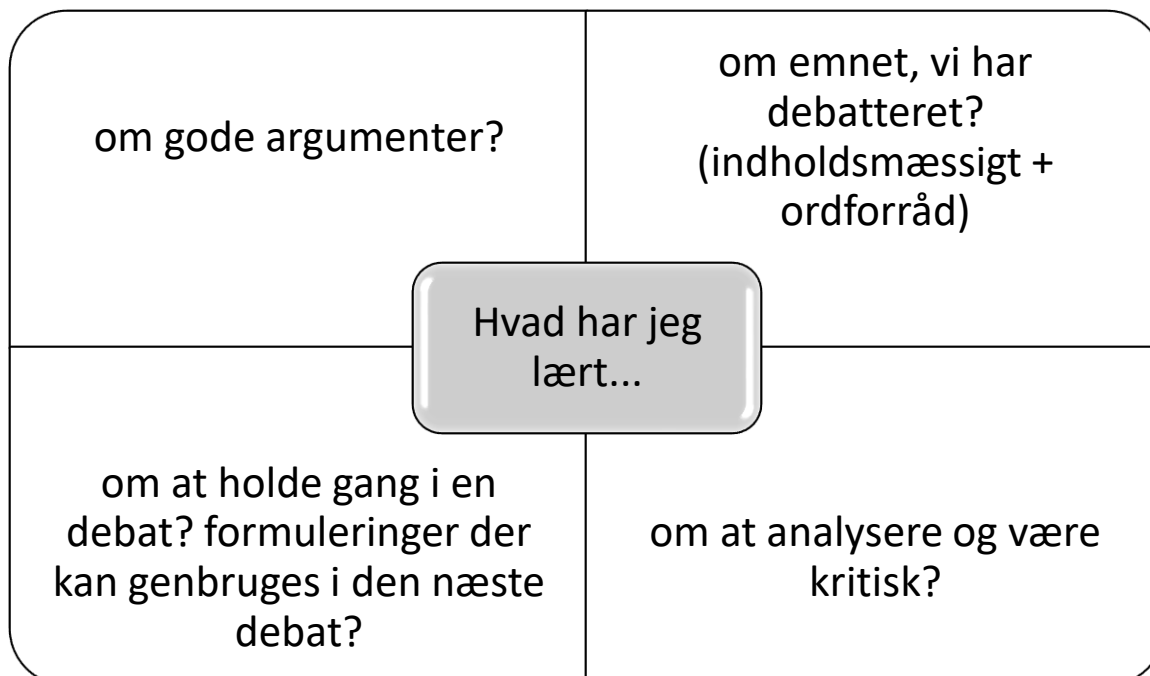 om gode argumenter?
om emnet, vi har
debatteret?
(indholdsmæssigt +
ordforråd)
Hvad har jeg
lært...
om at holde gang i en
debat? formuleringer der
kan genbruges i den næste
debat?
om at analysere og være
kritisk?